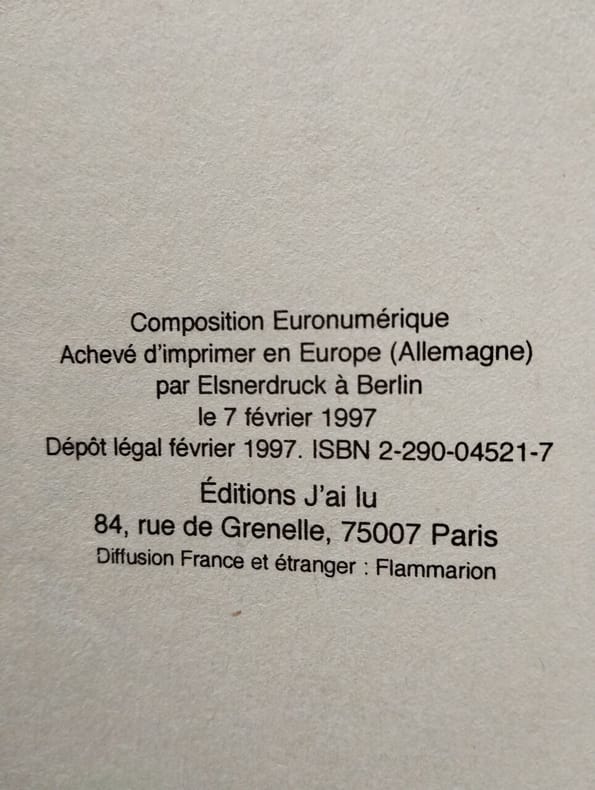 Composition Euronumérique
Achevé d'imprimer en Europe (Allemagne)
par Elsnerdruck à Berlin
le 7 février 1997
Dépôt légal février 1997. ISBN 2-290-04521-7
Éditions J'ai lu
84, rue de Grenelle, 75007 Paris
Diffusion France et étranger : Flammarion